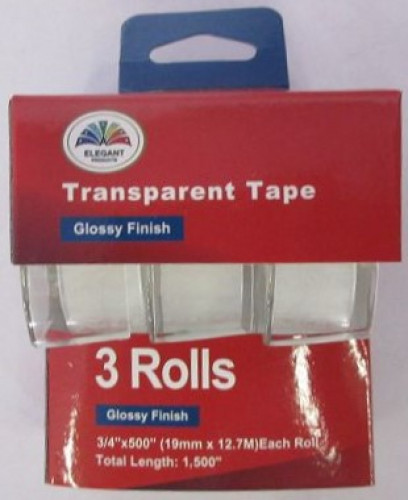 ELEGANT
PRODUCTS
Transparent Tape
Glossy Finish
3 Rolls
Glossy Finish
3/4"x500" (19mm x 12.7M)Each Roll
Total Length: 1,500"